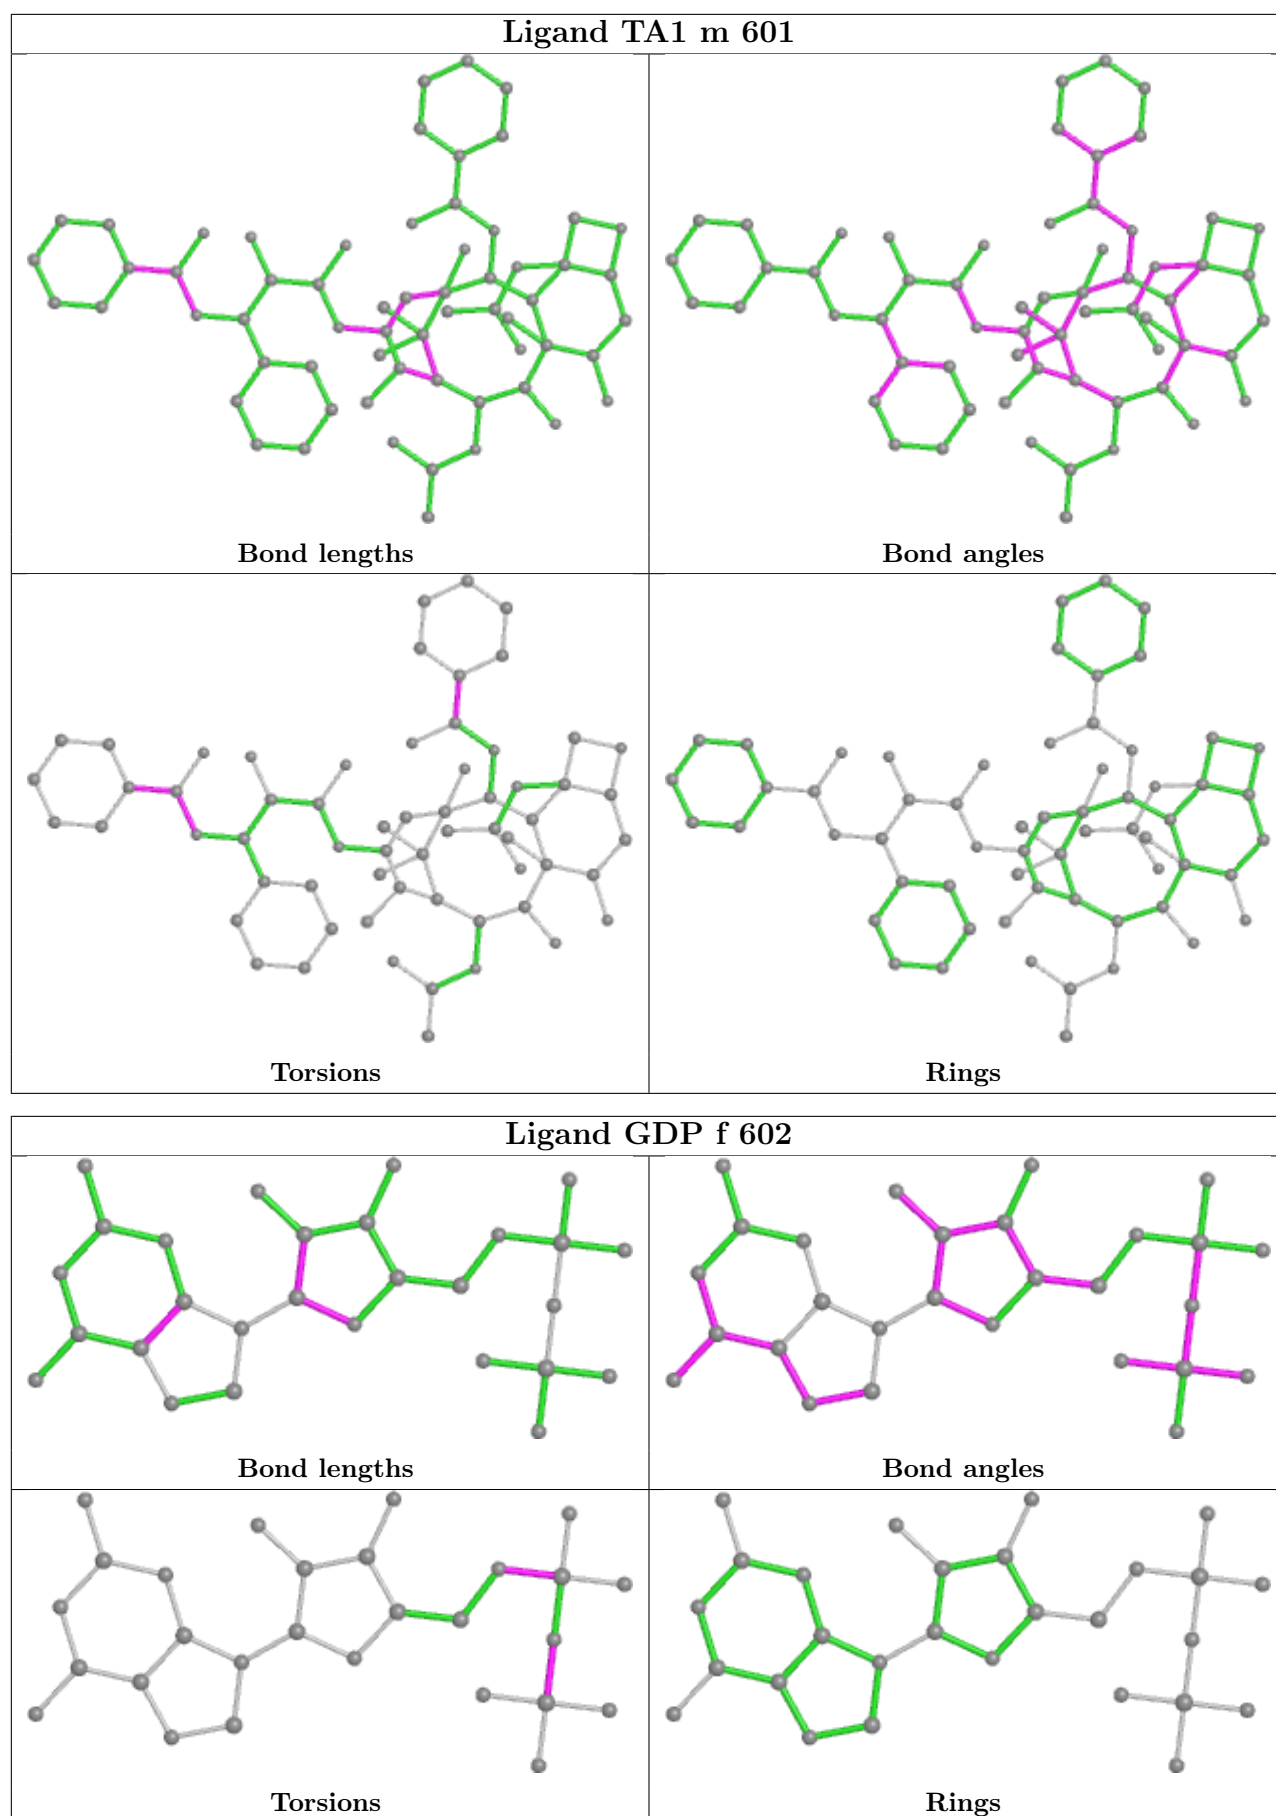 Ligand TA1 m 601
Bond lengths
Bond angles
Torsions
Rings
Ligand GDP f 602
Bond lengths
Bond angles
Torsions
Rings